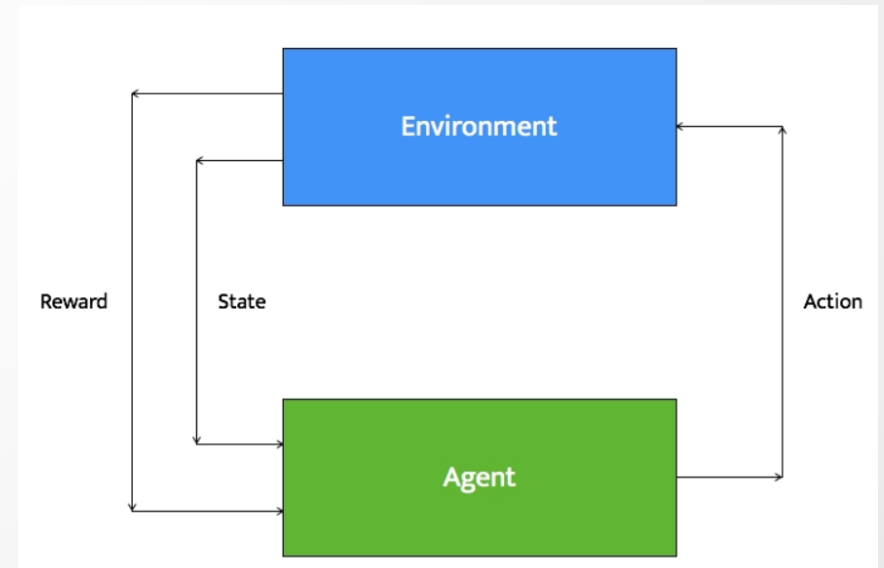 Environment
Reward
State
Action
Agent